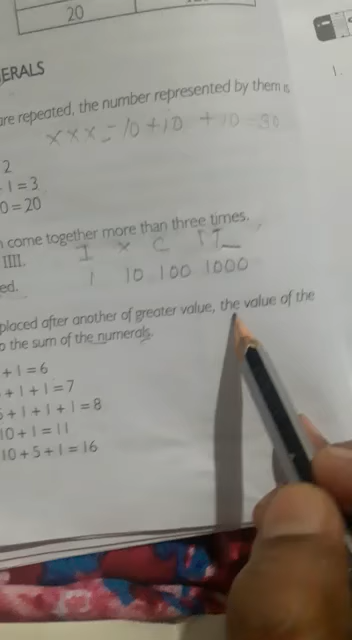 20
ERALS
are repeated, the number represented by them is
X X X = 10 + 10 + 10 = 30
2
1 = 3
0 = 20
come together more than three times.
IIII.
I X C
ed.
1 10 100 1000
placed after another of greater value, the value of the
the sum of the numerals.
+ 1 = 6
+ 1 + 1 = 7
5 + 1 + 1 + 1 = 8
10 + 1 = 11
10 + 5 + 1 = 16
1.